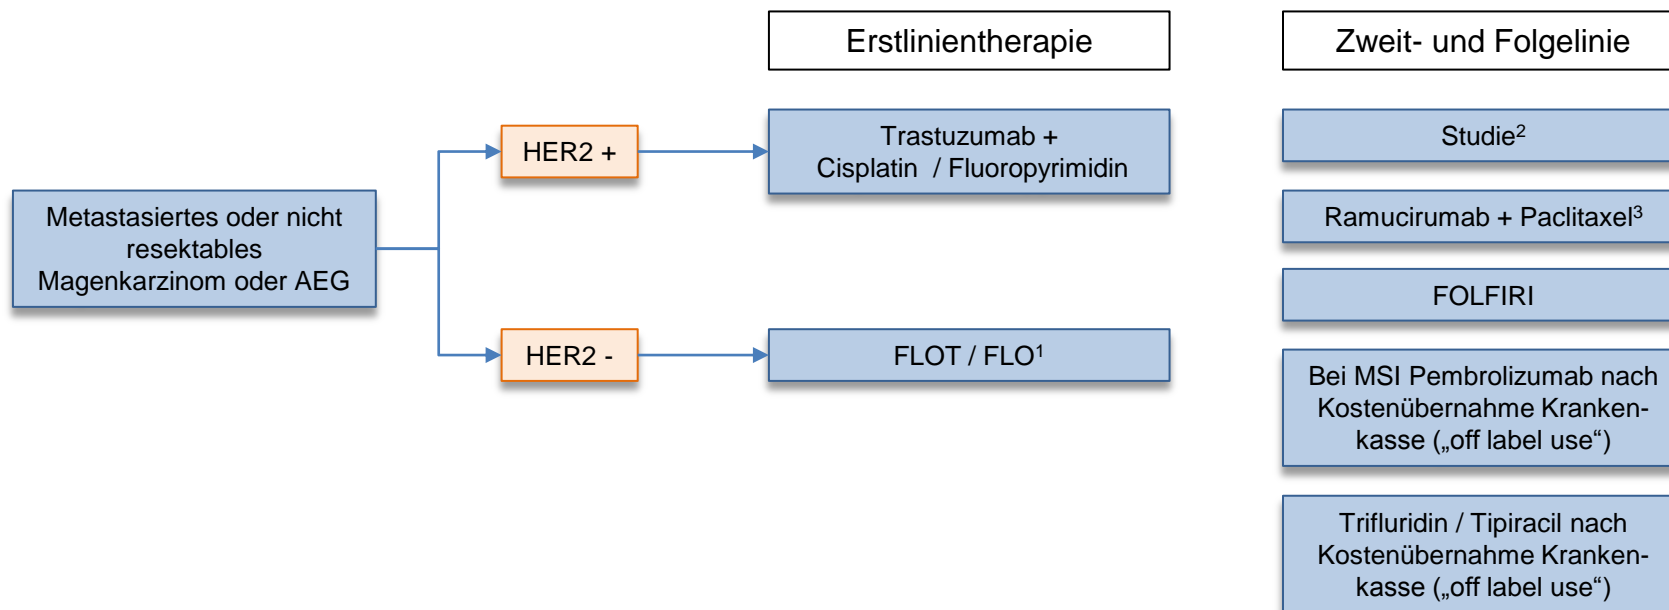 Erstlinientherapie
Zweit- und Folgelinie
HER2 +
Trastuzumab +
Cisplatin / Fluoropyrimidin
Metastasiertes oder nicht
resektables
Magenkarzinom oder AEG
HER2 -
FLOT / FLO¹
Studie²
Ramucirumab + Paclitaxel³
FOLFIRI
Bei MSI Pembrolizumab nach
Kostenübernahme Kranken-
kasse („off label use“)
Trifluridin / Tipiracil nach
Kostenübernahme Kranken-
kasse („off label use“)